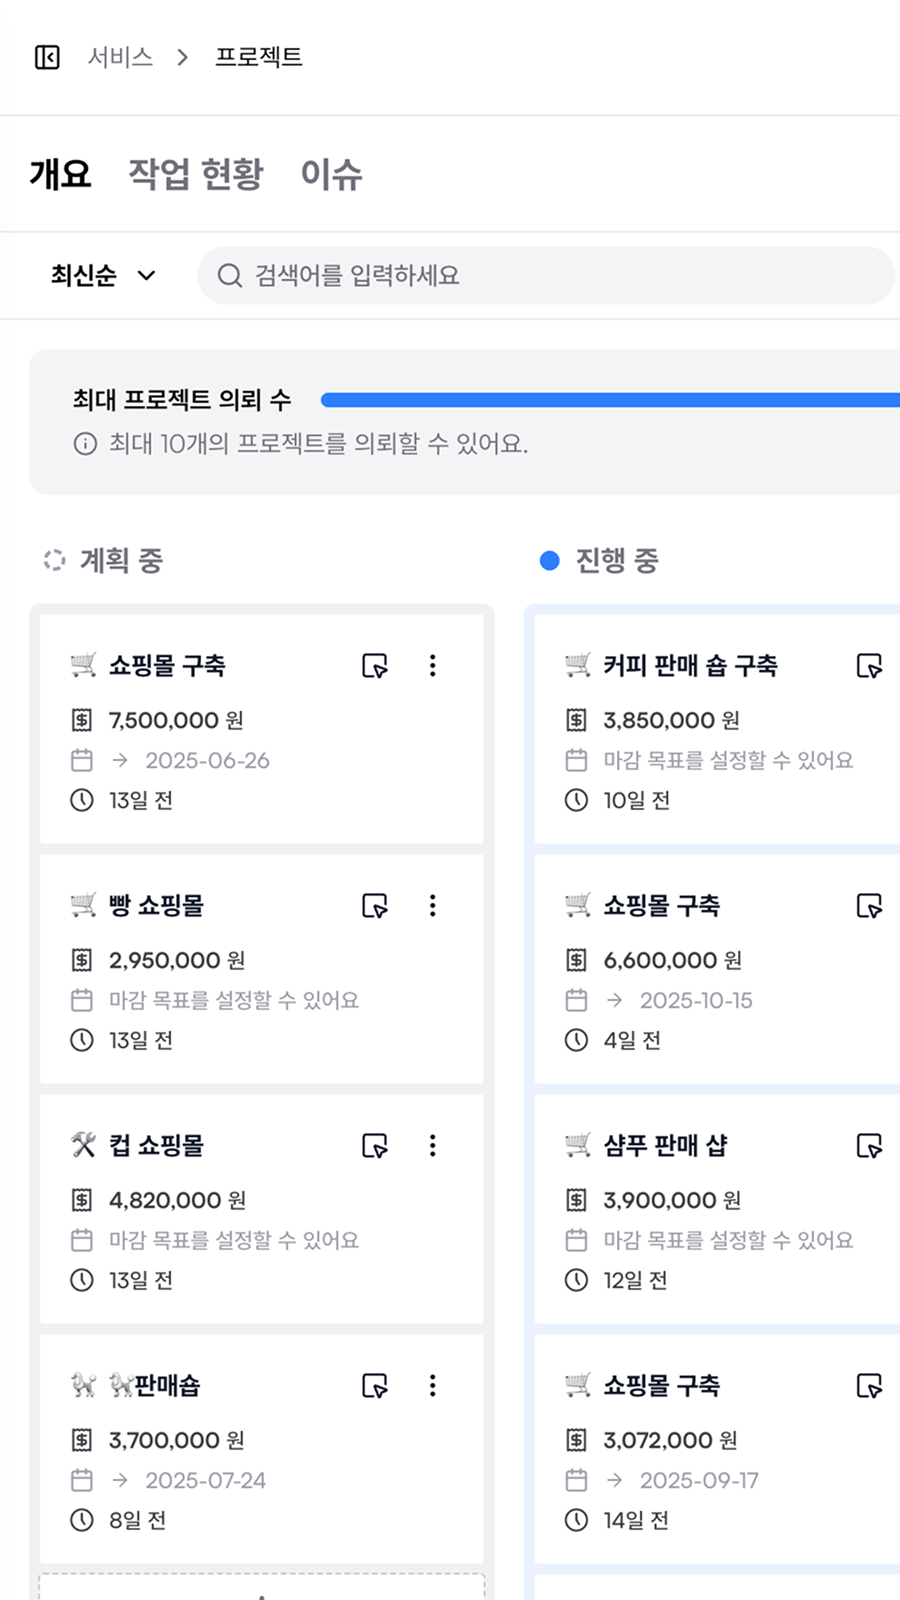 서비스 > 프로젝트
개요 작업 현황 이슈
최신순 검색어를 입력하세요
최대 프로젝트 의뢰 수
최대 10개의 프로젝트를 의뢰할 수 있어요.
계획 중
쇼핑몰 구축
7,500,000 원
→ 2025-06-26
13일 전
빵 쇼핑몰
2,950,000 원
마감 목표를 설정할 수 있어요
13일 전
컵 쇼핑몰
4,820,000 원
마감 목표를 설정할 수 있어요
13일 전
🐩판매숍
3,700,000 원
→ 2025-07-24
8일 전
진행 중
커피 판매 숍 구축
3,850,000 원
마감 목표를 설정할 수 있어요
10일 전
쇼핑몰 구축
6,600,000 원
→ 2025-10-15
4일 전
샴푸 판매 샵
3,900,000 원
마감 목표를 설정할 수 있어요
12일 전
쇼핑몰 구축
3,072,000 원
→ 2025-09-17
14일 전